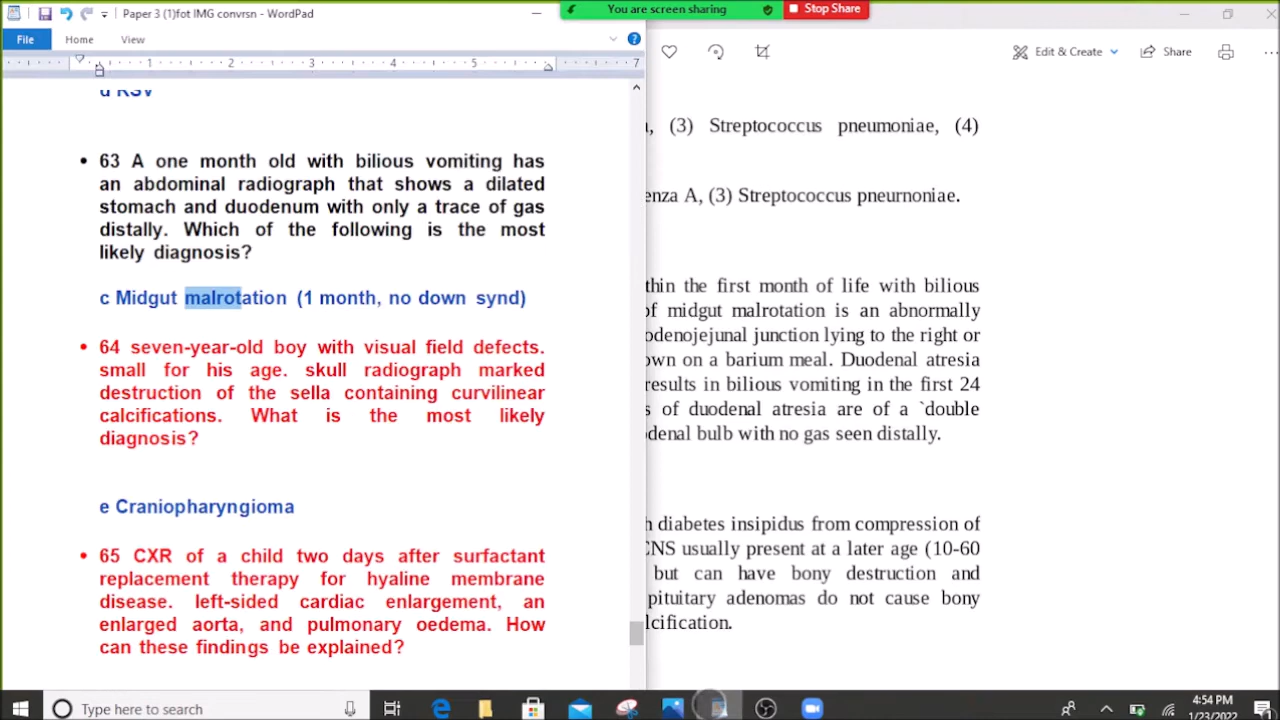 Paper 3 (1)fot IMG convrsn - WordPad
You are screen sharing
Stop Share
File
Home
View
Edit & Create
Share
1 2 3 4 5 7
d RSV
• 63 A one month old with bilious vomiting has
an abdominal radiograph that shows a dilated
stomach and duodenum with only a trace of gas
distally. Which of the following is the most
likely diagnosis?
c Midgut malrotation (1 month, no down synd)
• 64 seven-year-old boy with visual field defects.
small for his age. skull radiograph marked
destruction of the sella containing curvilinear
calcifications. What is the most likely
diagnosis?
e Craniopharyngioma
• 65 CXR of a child two days after surfactant
replacement therapy for hyaline membrane
disease. left-sided cardiac enlargement, an
enlarged aorta, and pulmonary oedema. How
can these findings be explained?
(3) Streptococcus pneumoniae, (4)
enza A, (3) Streptococcus pneurnoniae.
thin the first month of life with bilious
of midgut malrotation is an abnormally
odenojejunal junction lying to the right or
own on a barium meal. Duodenal atresia
results in bilious vomiting in the first 24
s of duodenal atresia are of a `double
odenal bulb with no gas seen distally.
h diabetes insipidus from compression of
CNS usually present at a later age (10-60
but can have bony destruction and
pituitary adenomas do not cause bony
lcification.
Type here to search
4:54 PM
1/23/2022